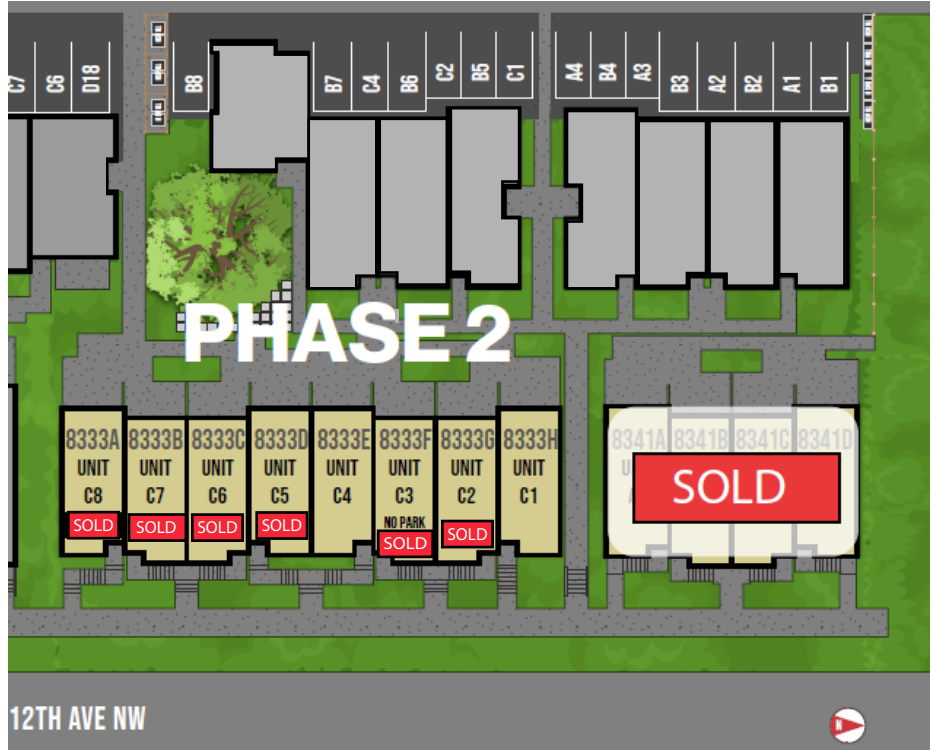 C7 C6 D18 B8 B7 C4 B6 C2 B5 C1 A4 B4 A3 B3 A2 B2 A1 B1
PHASE 2
8333A 8333B 8333C 8333D 8333E 8333F 8333G 8333H 8341A 8341B 8341C 8341D
UNIT UNIT UNIT UNIT UNIT UNIT UNIT UNIT
C8 C7 C6 C5 C4 C3 C2 C1
NO PARK
SOLD SOLD SOLD SOLD SOLD SOLD SOLD
12TH AVE NW
N